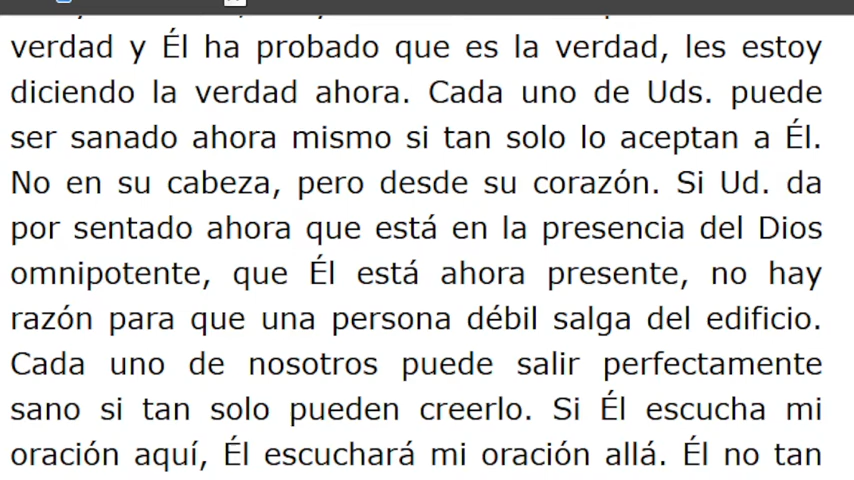 verdad y Él ha probado que es la verdad, les estoy
diciendo la verdad ahora. Cada uno de Uds. puede
ser sanado ahora mismo si tan solo lo aceptan a Él.
No en su cabeza, pero desde su corazón. Si Ud. da
por sentado ahora que está en la presencia del Dios
omnipotente, que Él está ahora presente, no hay
razón para que una persona débil salga del edificio.
Cada uno de nosotros puede salir perfectamente
sano si tan solo pueden creerlo. Si Él escucha mi
oración aquí, Él escuchará mi oración allá. Él no tan